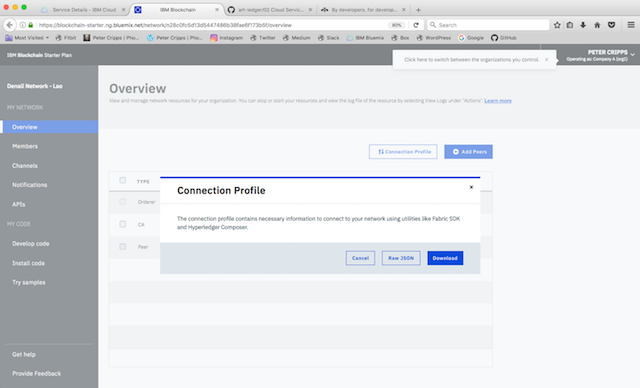 Service Details - IBM Cloud
IBM Blockchain
art-ledger/02 Cloud Servic...
By developers, for develop...
https://blockchain-starter.ng.bluemix.net/network/n28c0fc5d13d5447486b38fae6f173b5f/overview
80%
Search
Most Visited
Fitbit
Peter Cripps | Pho...
Instagram
Twitter
Medium
Slack
IBM Bluemix
Box
WordPress
Google
GitHub
IBM Blockchain Starter Plan
Click here to switch between the organizations you control.
PETER CRIPPS
Operating as: Company A (org1)
Denali Network - Lao
MY NETWORK
Overview
Members
Channels
Notifications
APIs
MY CODE
Develop code
Install code
Try samples
Get help
Provide Feedback
Overview
View and manage network resources for your organization. You can stop or start your resources and view the log file of the resource by selecting View Logs under "Actions". Learn more
Connection Profile
Add Peers
TYPE
Orderer
CA
Peer
Connection Profile
The connection profile contains necessary information to connect to your network using utilities like Fabric SDK
and Hyperledger Composer.
Cancel
Raw JSON
Download